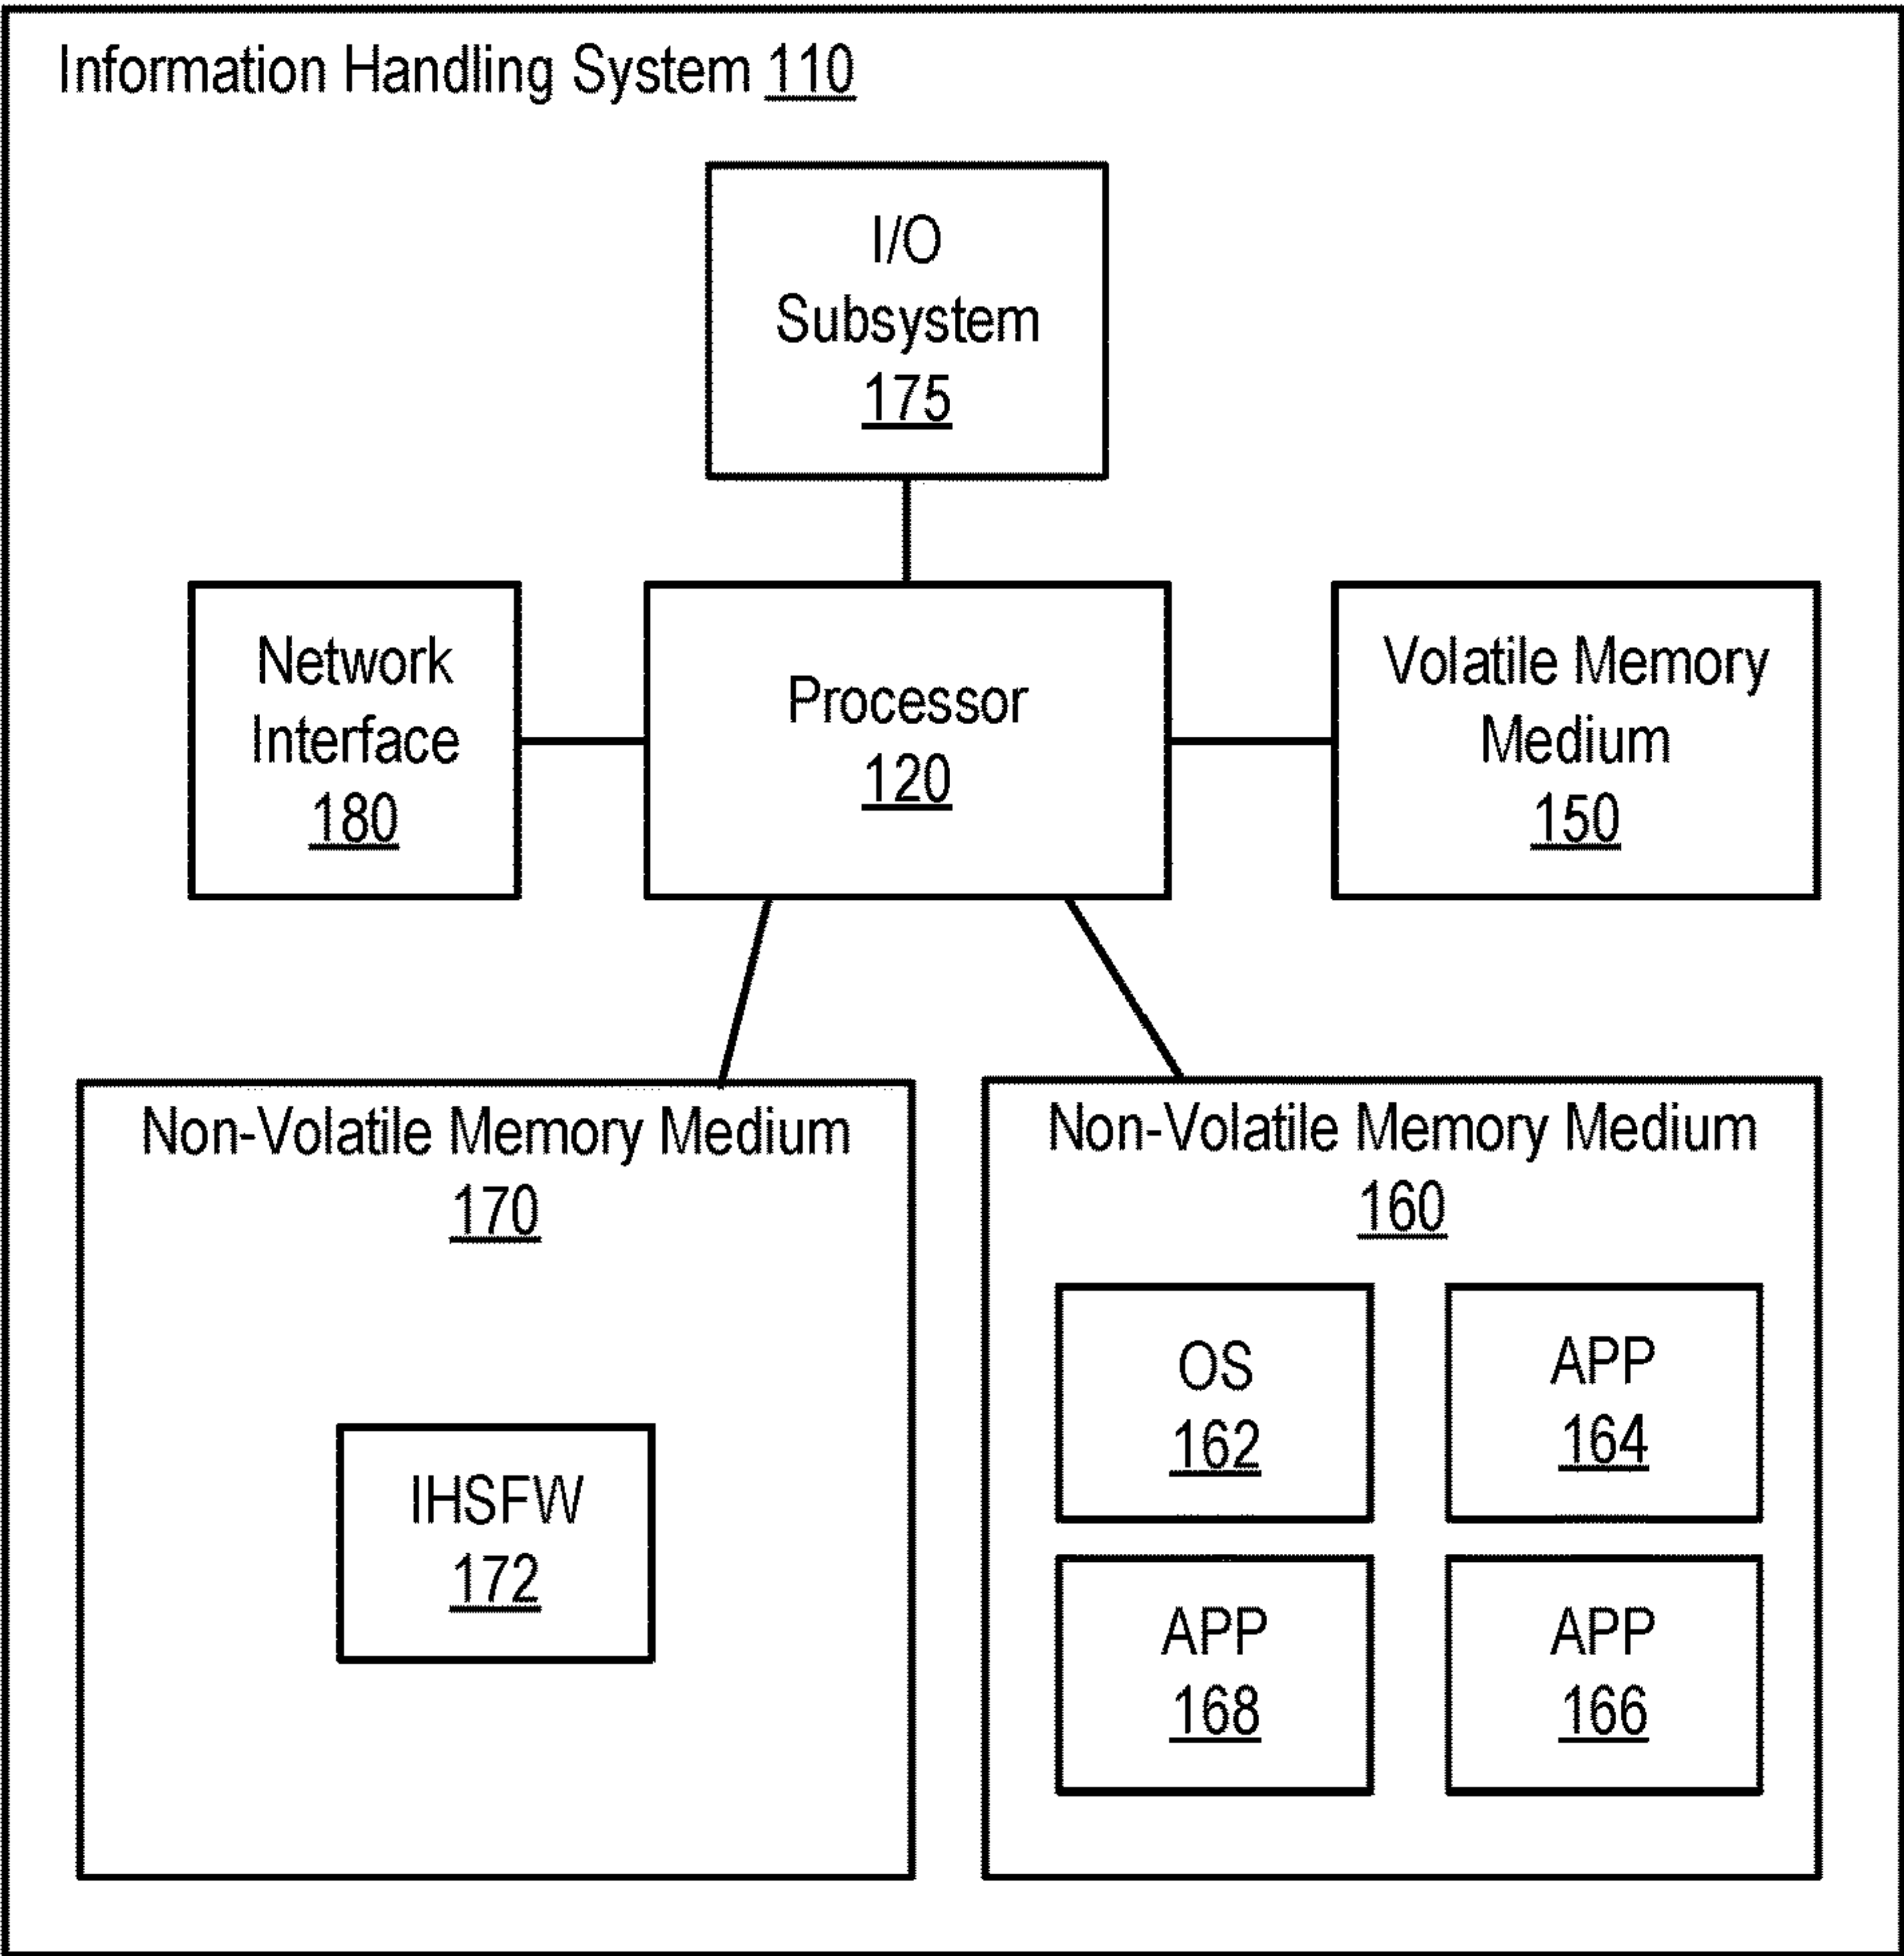 Information Handling System 110
I/O
Subsystem
175
Network
Interface
180
Processor
120
Volatile Memory
Medium
150
Non-Volatile Memory Medium
170
IHSFW
172
Non-Volatile Memory Medium
160
OS
162
APP
164
APP
168
APP
166